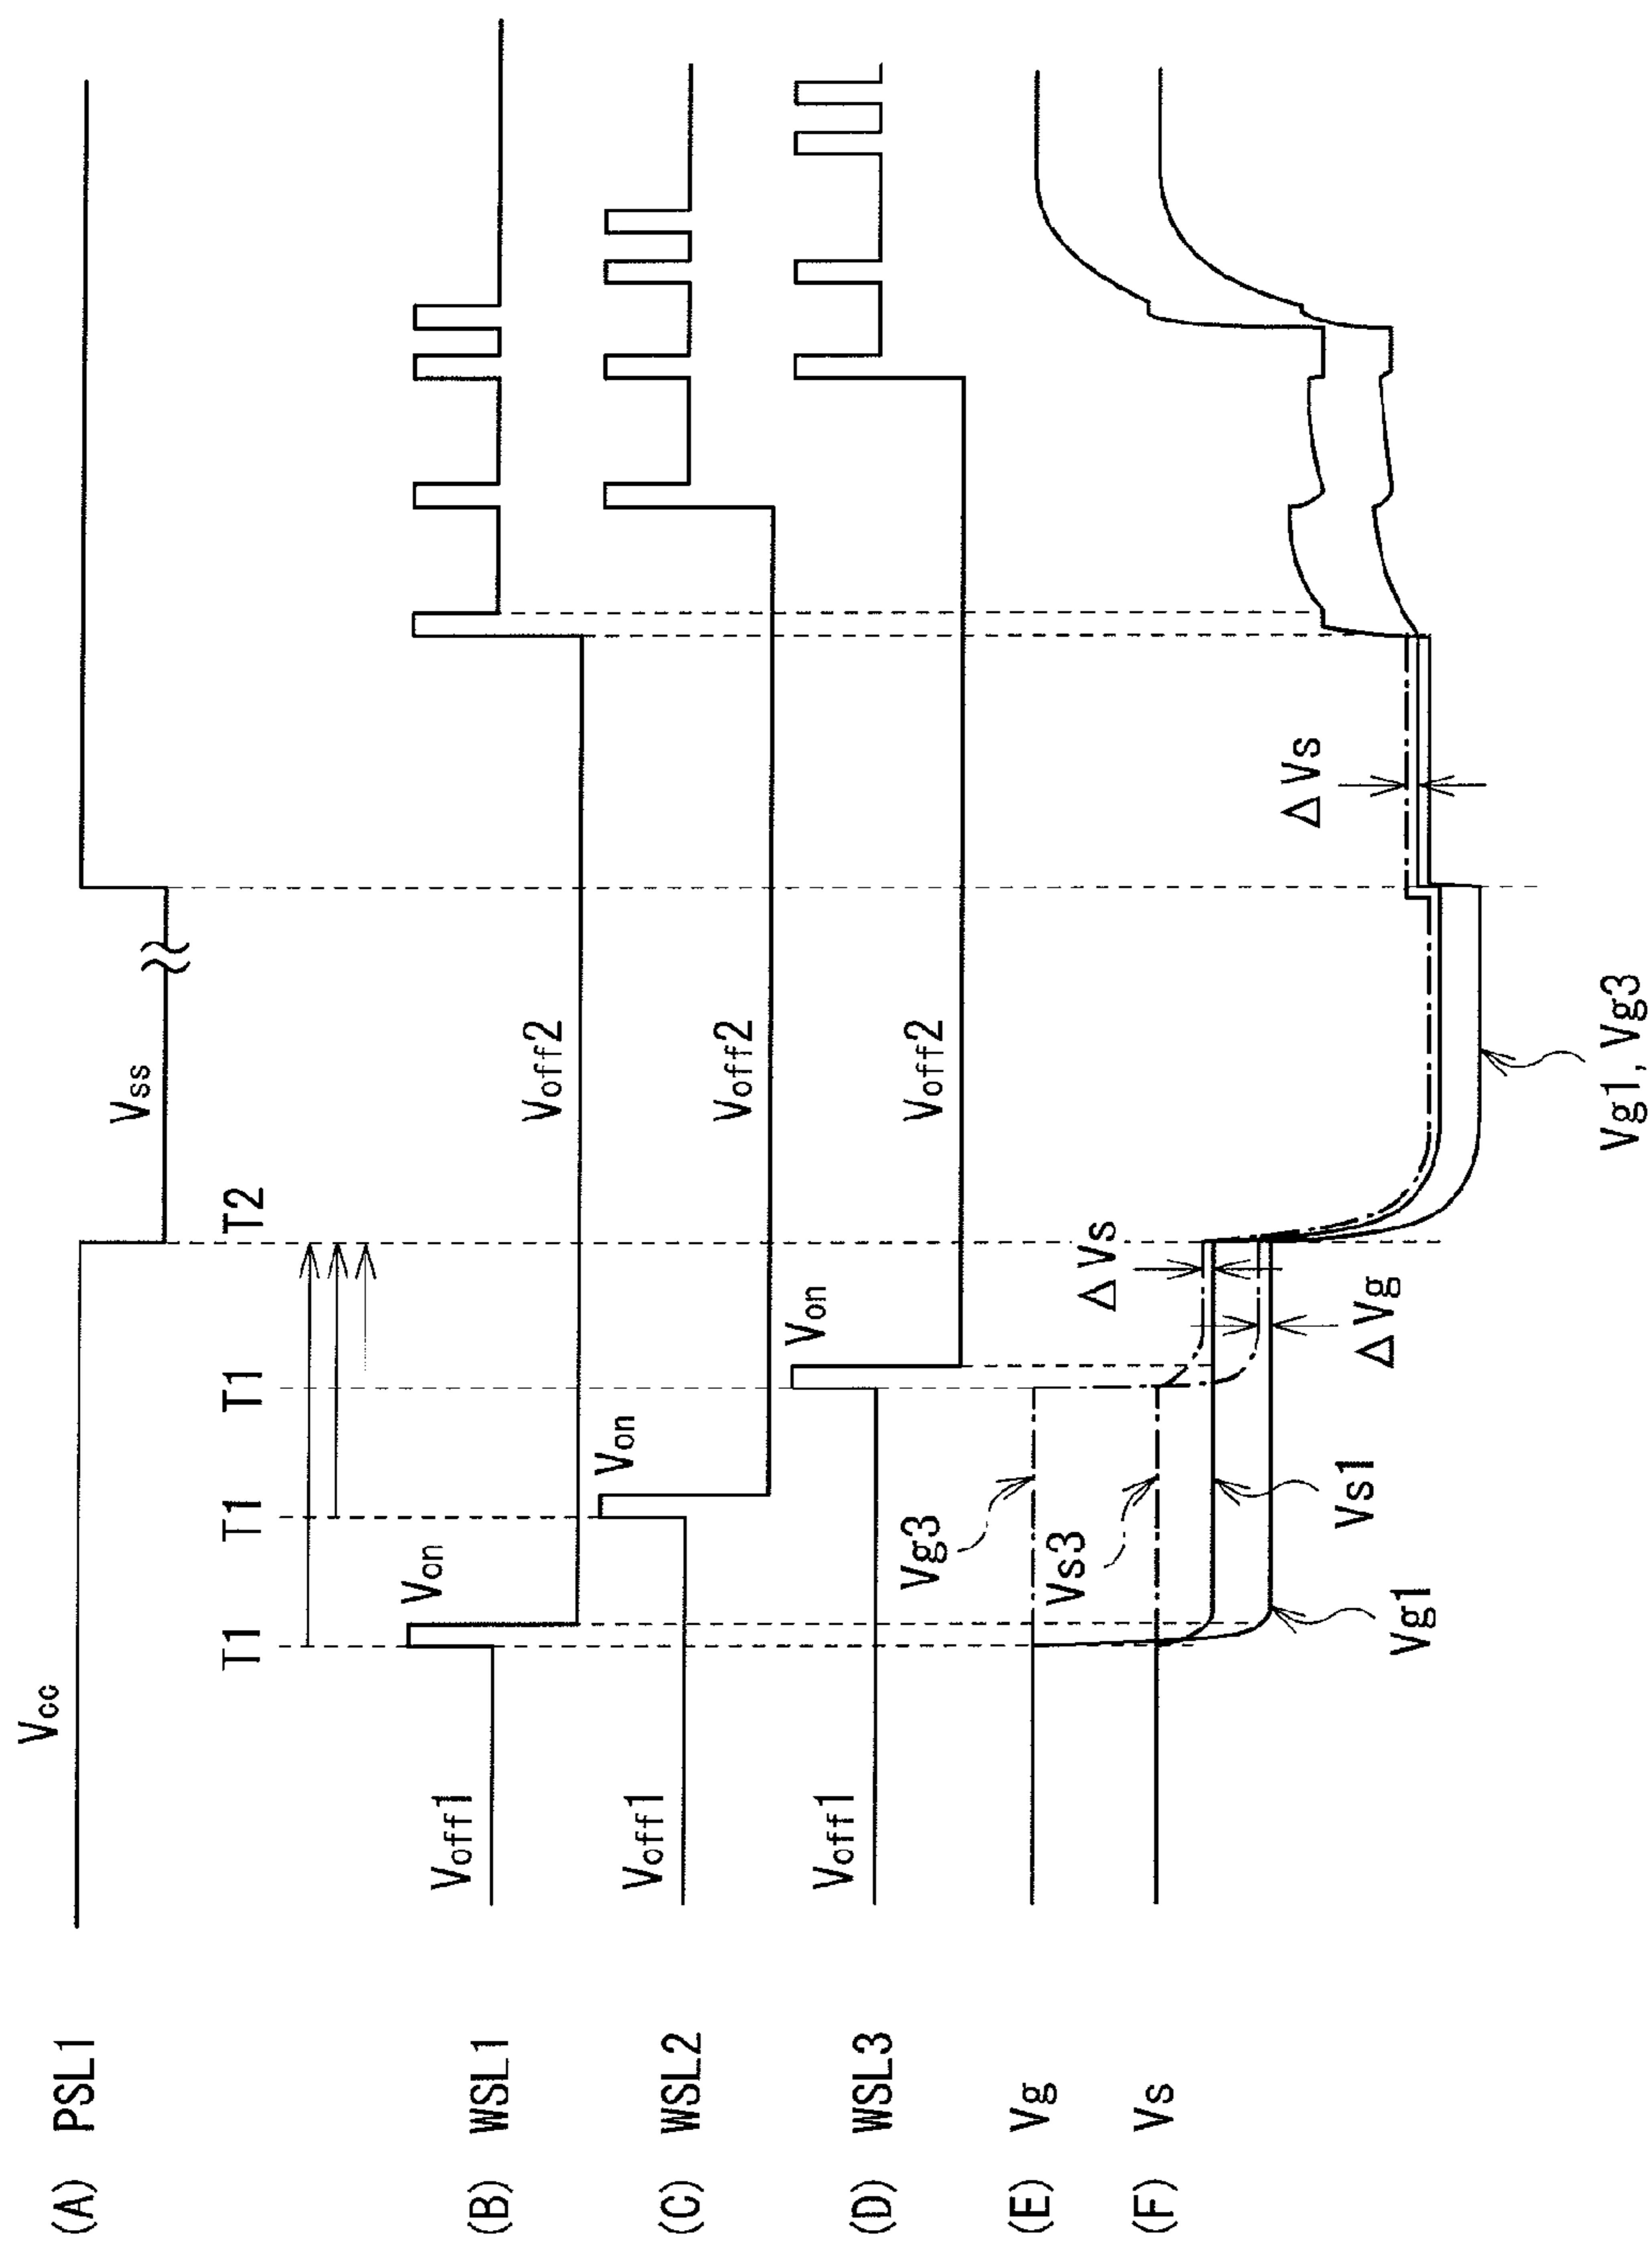 (A) PSL1
Vcc
Vss
T1
T1
T1
T2
(B) WSL1
Voff1
Von
Voff2
(C) WSL2
Voff1
Von
Voff2
(D) WSL3
Voff1
Von
Voff2
(E) Vg
(F) Vs
Vg3
Vs3
Vg1
Vs1
ΔVg
ΔVs
Vg1, Vg3
ΔVs